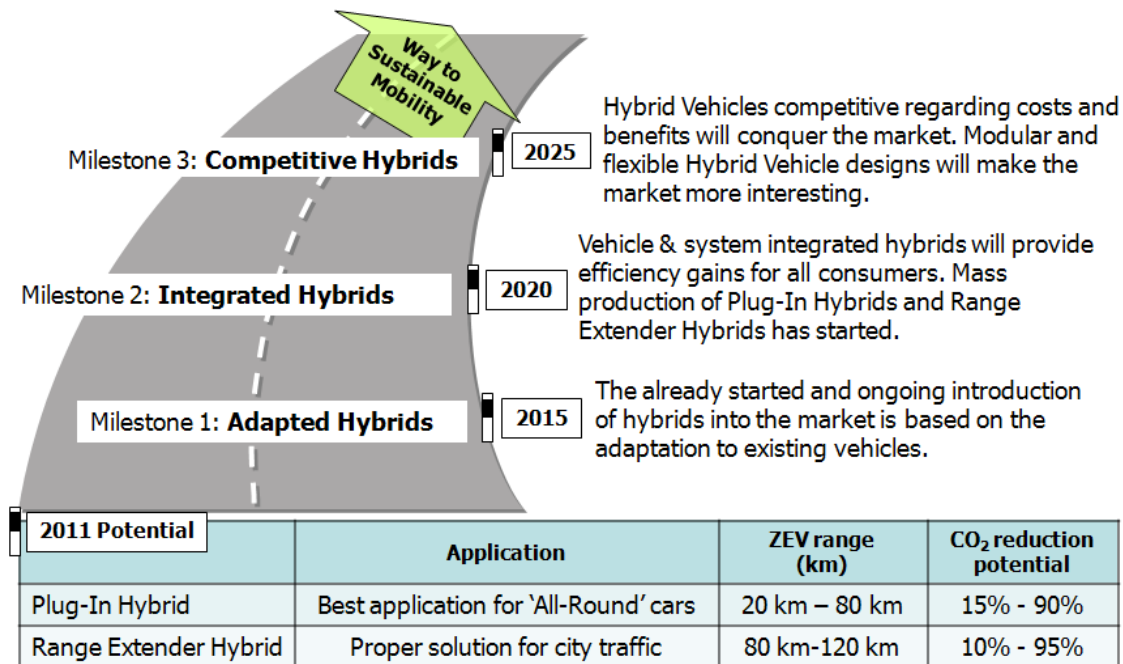 Way to
Sustainable
Mobility
Milestone 3: Competitive Hybrids
2025
Hybrid Vehicles competitive regarding costs and
benefits will conquer the market. Modular and
flexible Hybrid Vehicle designs will make the
market more interesting.
Milestone 2: Integrated Hybrids
2020
Vehicle & system integrated hybrids will provide
efficiency gains for all consumers. Mass
production of Plug-In Hybrids and Range
Extender Hybrids has started.
Milestone 1: Adapted Hybrids
2015
The already started and ongoing introduction
of hybrids into the market is based on the
adaptation to existing vehicles.
2011 Potential
Application
ZEV range
(km)
CO₂ reduction
potential
Plug-In Hybrid
Best application for ‘All-Round’ cars
20 km – 80 km
15% - 90%
Range Extender Hybrid
Proper solution for city traffic
80 km-120 km
10% - 95%